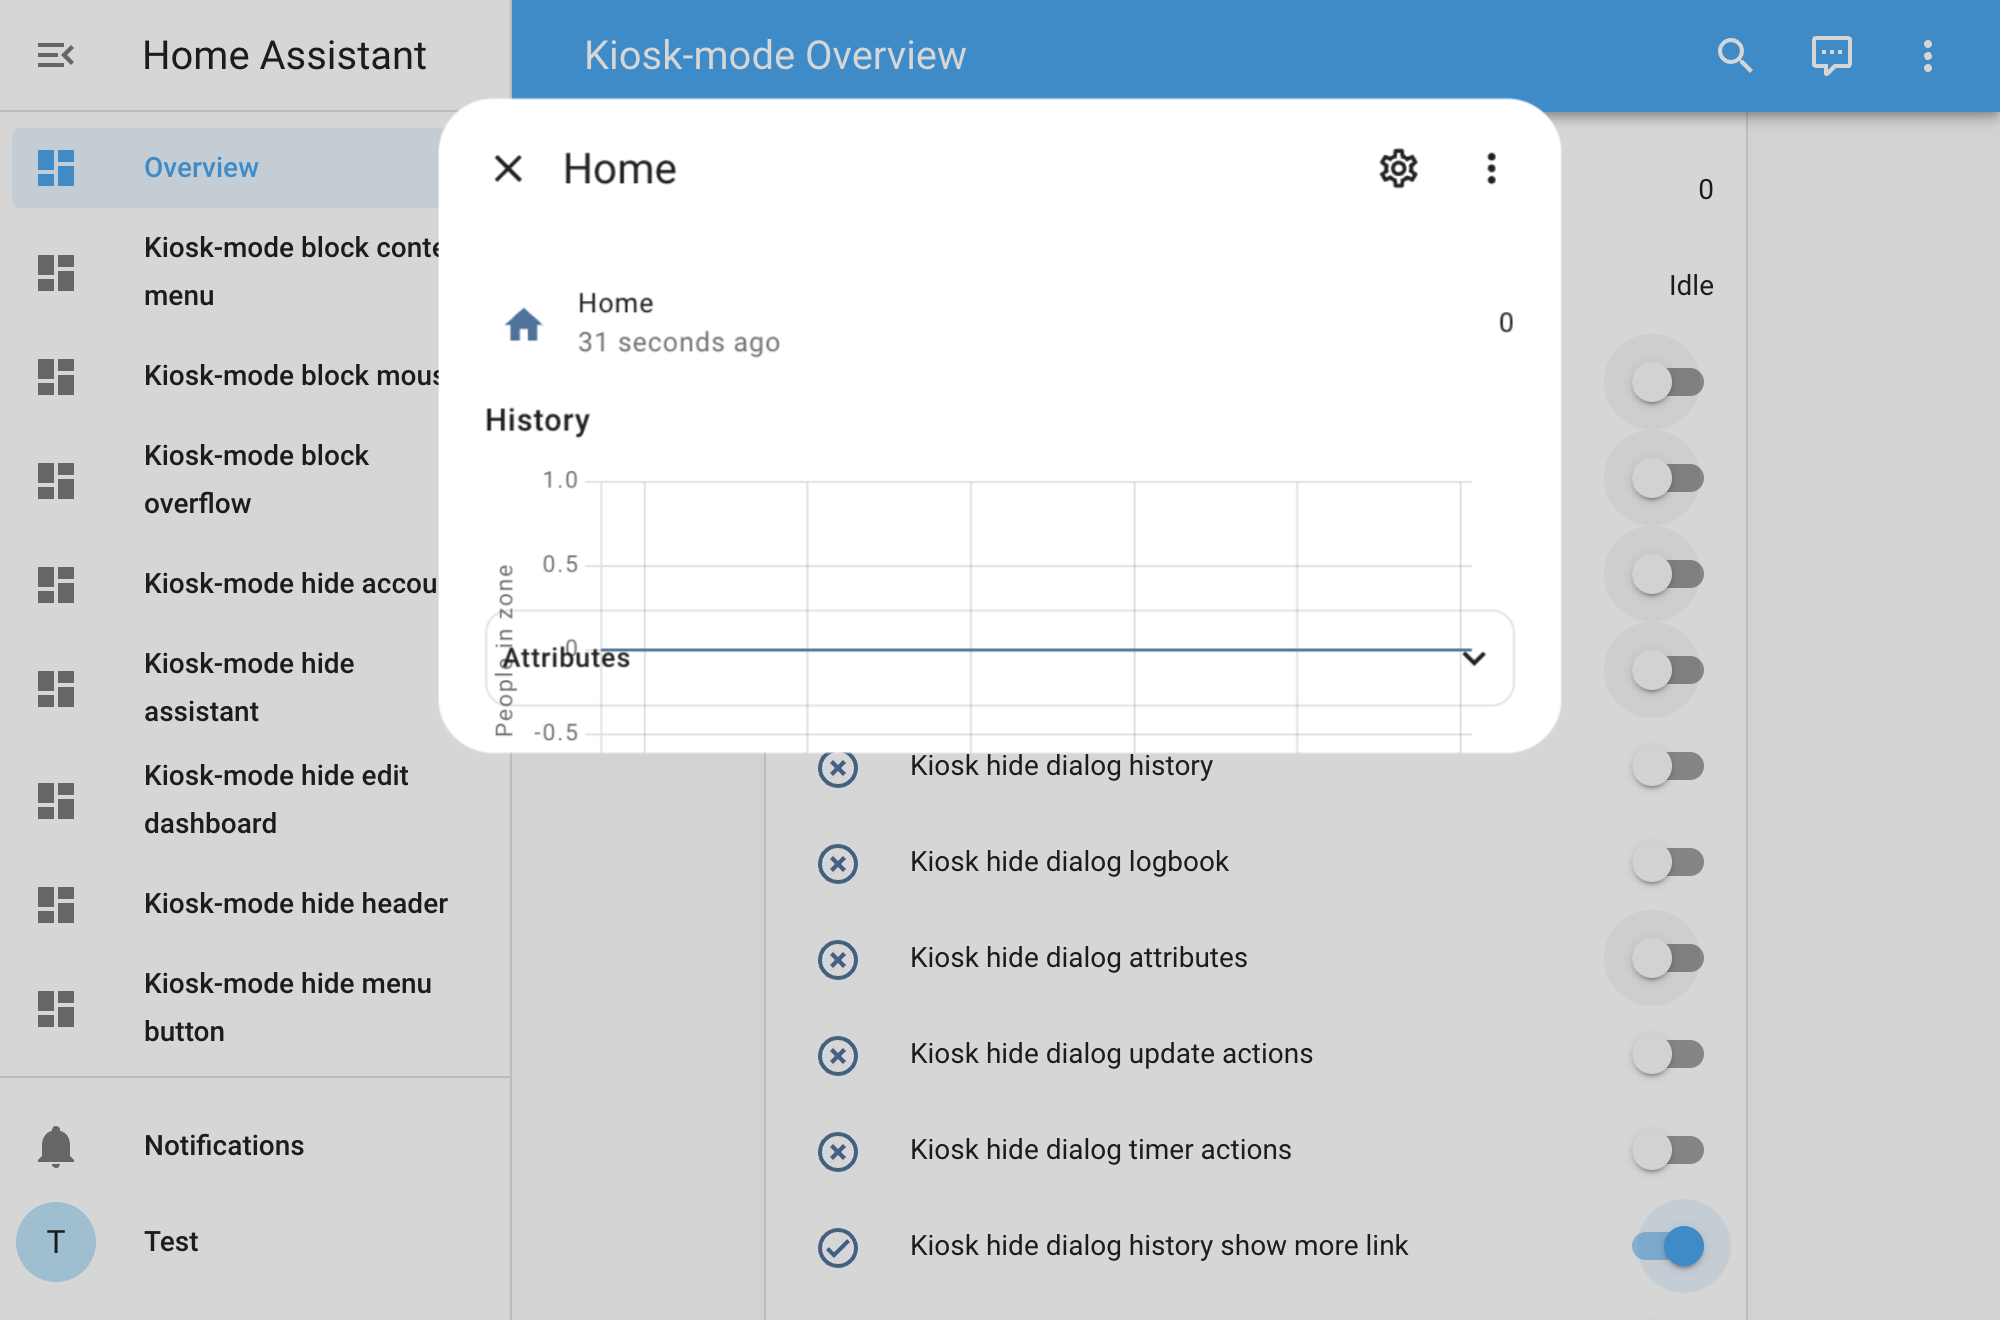 Home Assistant
Kiosk-mode Overview
Overview
Kiosk-mode block conte
menu
Kiosk-mode block mous
Kiosk-mode block
overflow
Kiosk-mode hide accou
Kiosk-mode hide
assistant
Kiosk-mode hide edit
dashboard
Kiosk-mode hide header
Kiosk-mode hide menu
button
Notifications
T
Test
Home
Home
31 seconds ago
0
History
1.0
0.5
0
-0.5
People in zone
Attributes
0
Idle
Kiosk hide dialog history
Kiosk hide dialog logbook
Kiosk hide dialog attributes
Kiosk hide dialog update actions
Kiosk hide dialog timer actions
Kiosk hide dialog history show more link